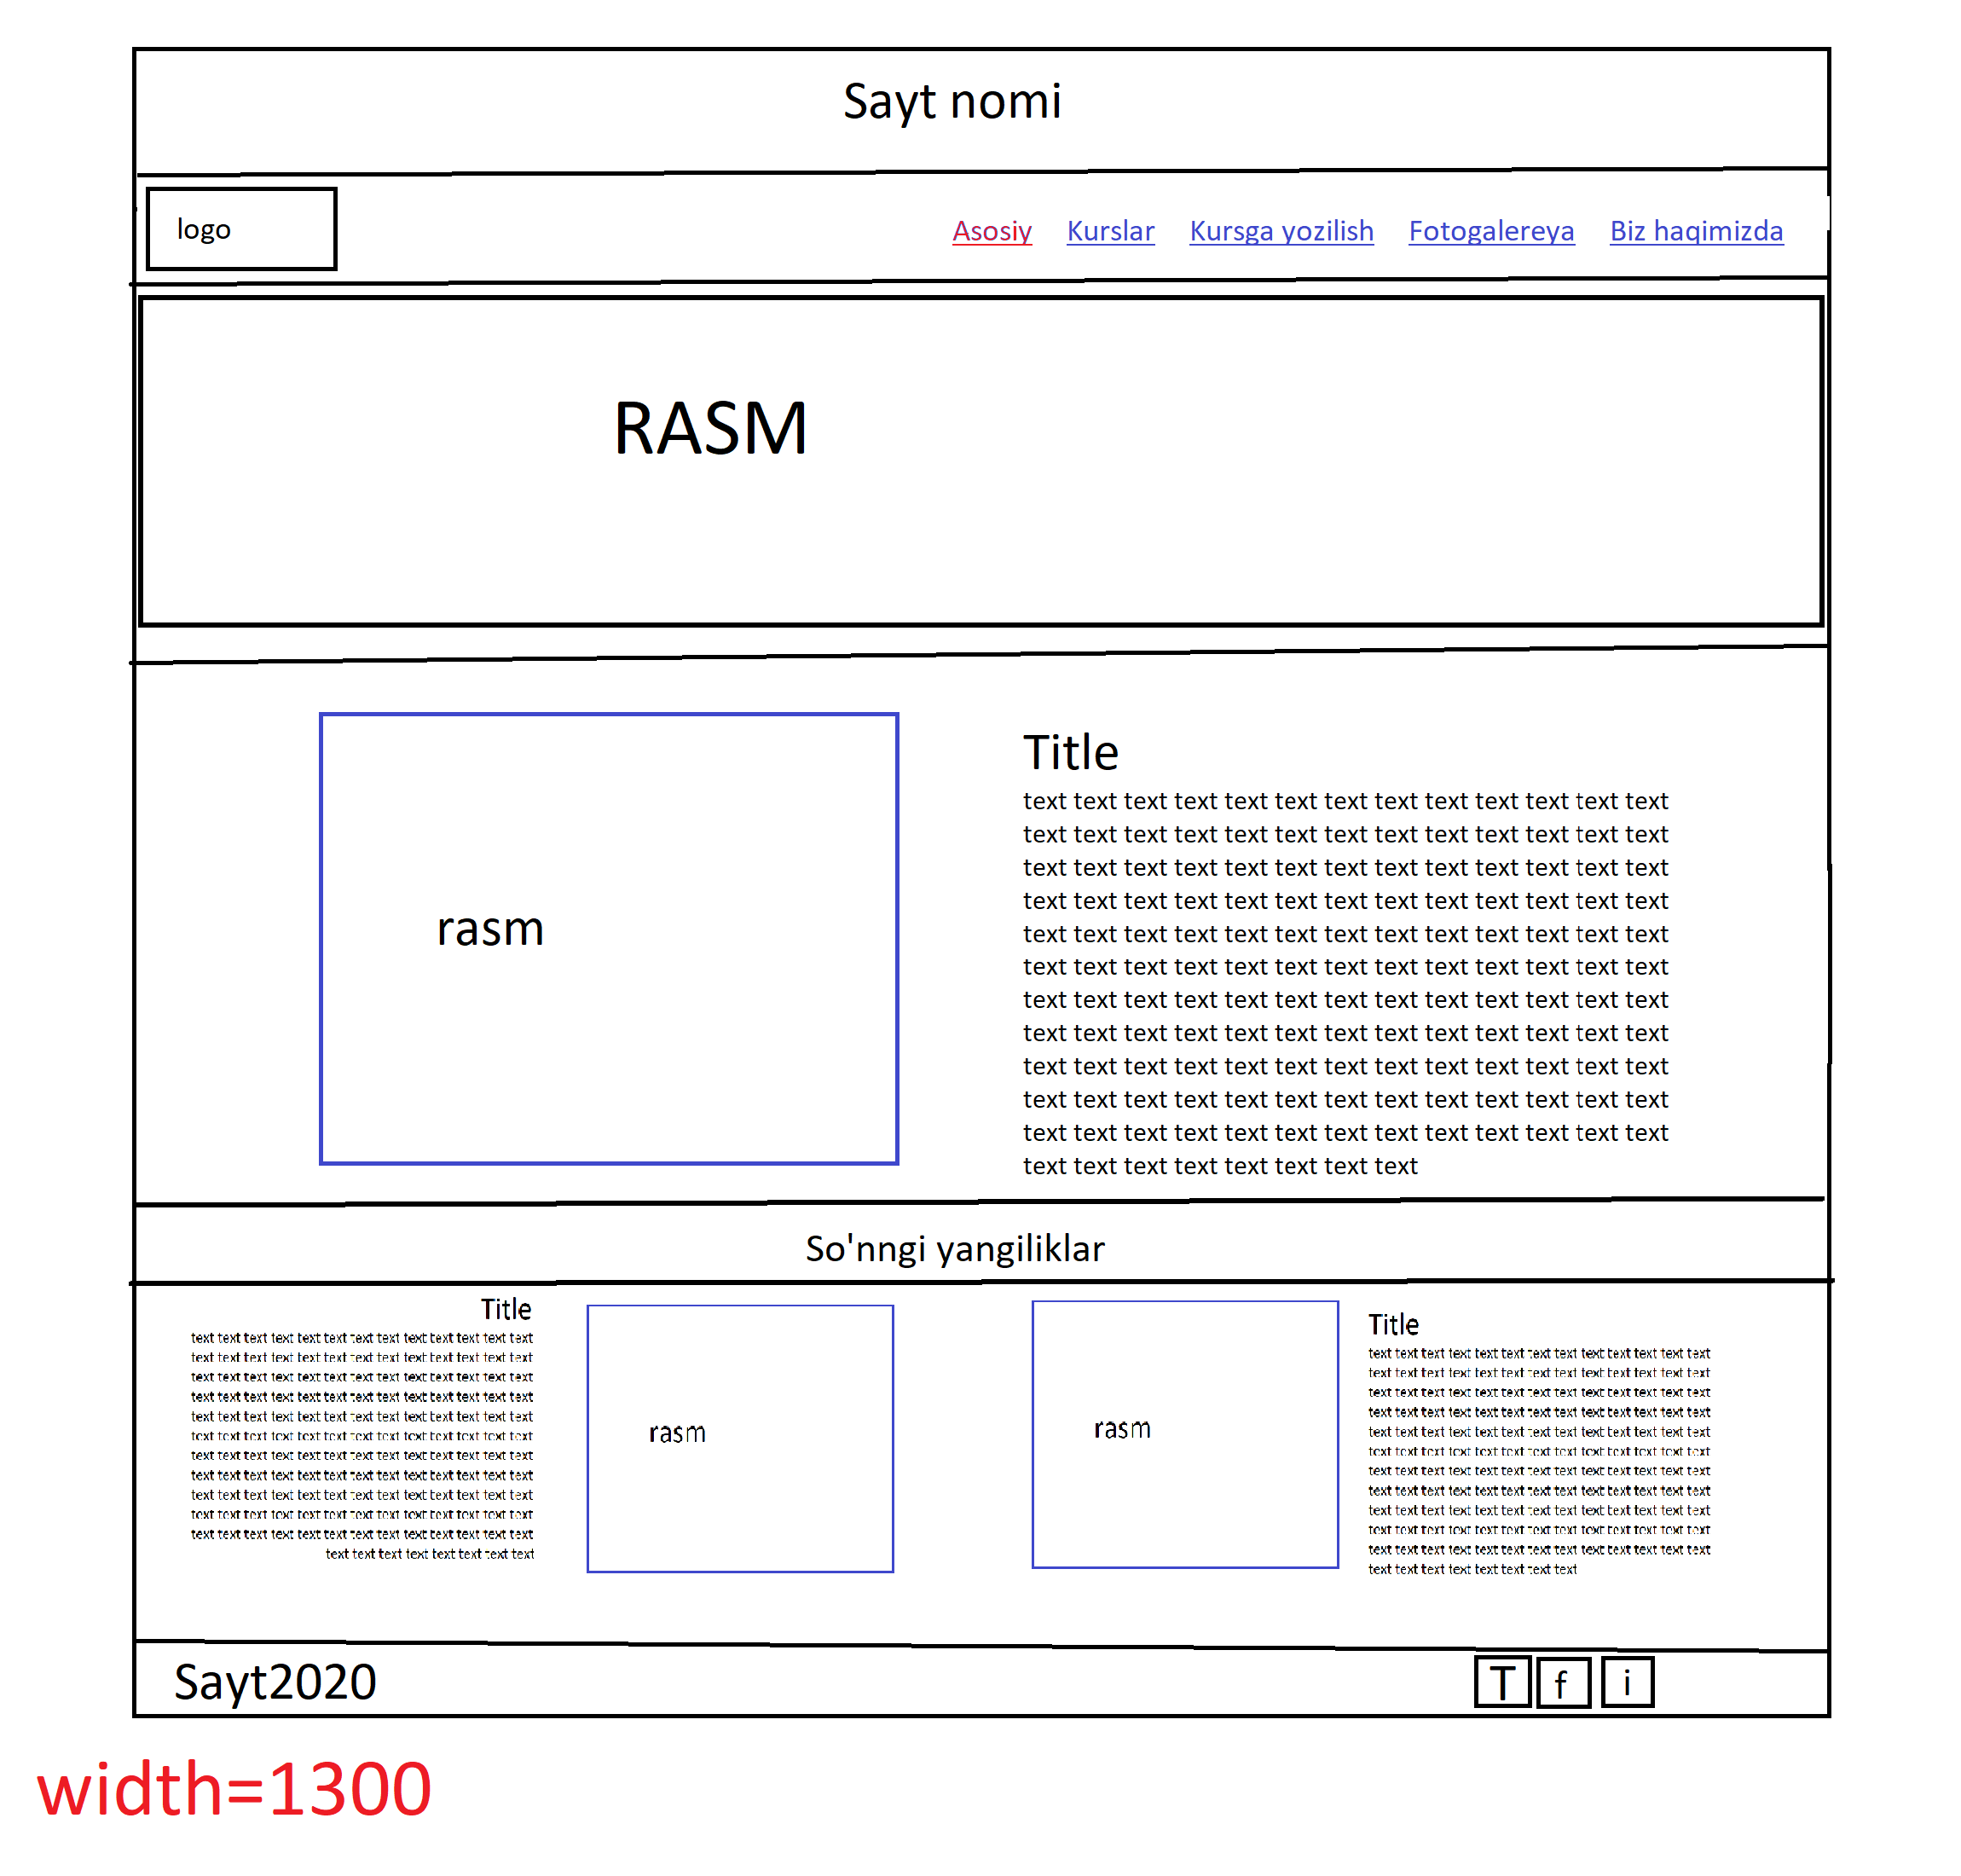 Sayt nomi
logo
Asosiy Kurslar Kursga yozilish Fotogalereya Biz haqimizda
RASM
rasm
Title
text text text text text text text text text text text text text
text text text text text text text text text text text text text
text text text text text text text text text text text text text
text text text text text text text text text text text text text
text text text text text text text text text text text text text
text text text text text text text text text text text text text
text text text text text text text text text text text text text
text text text text text text text text text text text text text
text text text text text text text text text text text text text
text text text text text text text text text text text text text
text text text text text text text text text text text text text
text text text text text text text text
So'nngi yangiliklar
Title
text text text text text text text text text text text text text
text text text text text text text text text text text text text
text text text text text text text text text text text text text
text text text text text text text text text text text text text
text text text text text text text text text text text text text
text text text text text text text text text text text text text
text text text text text text text text text text text text text
text text text text text text text text text text text text text
text text text text text text text text text text text text text
text text text text text text text text text text text text text
text text text text text text text text text text text text text
text text text text text text text text
rasm
rasm
Title
text text text text text text text text text text text text text
text text text text text text text text text text text text text
text text text text text text text text text text text text text
text text text text text text text text text text text text text
text text text text text text text text text text text text text
text text text text text text text text text text text text text
text text text text text text text text text text text text text
text text text text text text text text text text text text text
text text text text text text text text text text text text text
text text text text text text text text text text text text text
text text text text text text text text text text text text text
text text text text text text text text
Sayt2020
T f i
width=1300